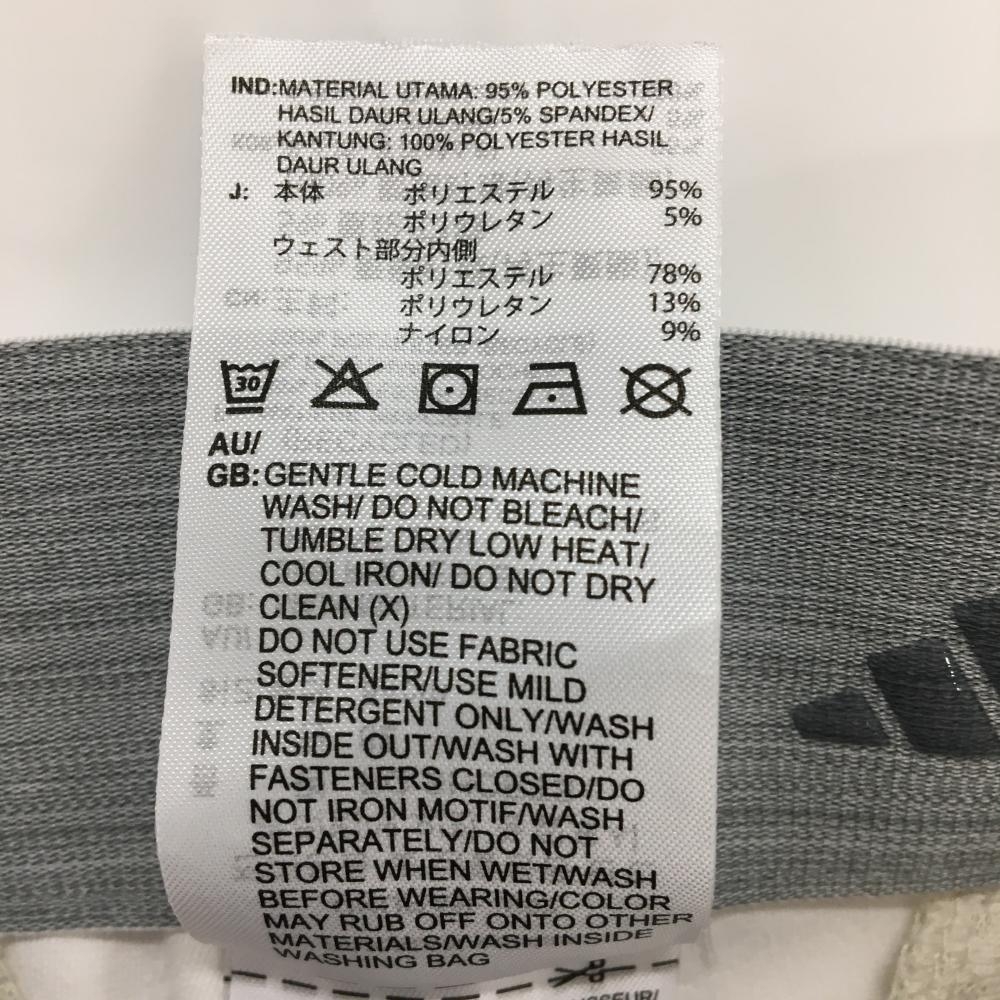 IND:MATERIAL UTAMA: 95% POLYESTER
HASIL DAUR ULANG/5% SPANDEX/
KANTUNG: 100% POLYESTER HASIL
DAUR ULANG
J: 本体 ポリエステル 95%
ポリウレタン 5%
ウェスト部分内側
ポリエステル 78%
ポリウレタン 13%
ナイロン 9%
30
AU/
GB:GENTLE COLD MACHINE
WASH/ DO NOT BLEACH/
TUMBLE DRY LOW HEAT/
COOL IRON/ DO NOT DRY
CLEAN (X)
DO NOT USE FABRIC
SOFTENER/USE MILD
DETERGENT ONLY/WASH
INSIDE OUT/WASH WITH
FASTENERS CLOSED/DO
NOT IRON MOTIF/WASH
SEPARATELY/DO NOT
STORE WHEN WET/WASH
BEFORE WEARING/COLOR
MAY RUB OFF ONTO OTHER
MATERIALS/WASH INSIDE
WASHING BAG